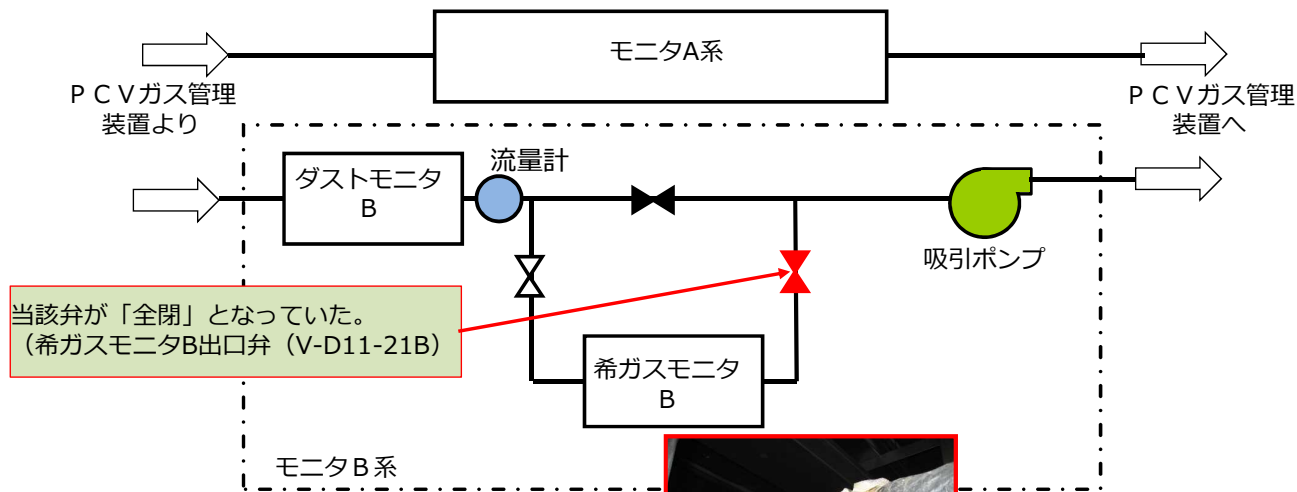 モニタA系
ＰＣＶガス管理
装置より
ＰＣＶガス管理
装置へ
ダストモニタ
B
流量計
吸引ポンプ
当該弁が「全閉」となっていた。
（希ガスモニタB出口弁（V-D11-21B）
希ガスモニタ
B
モニタＢ系